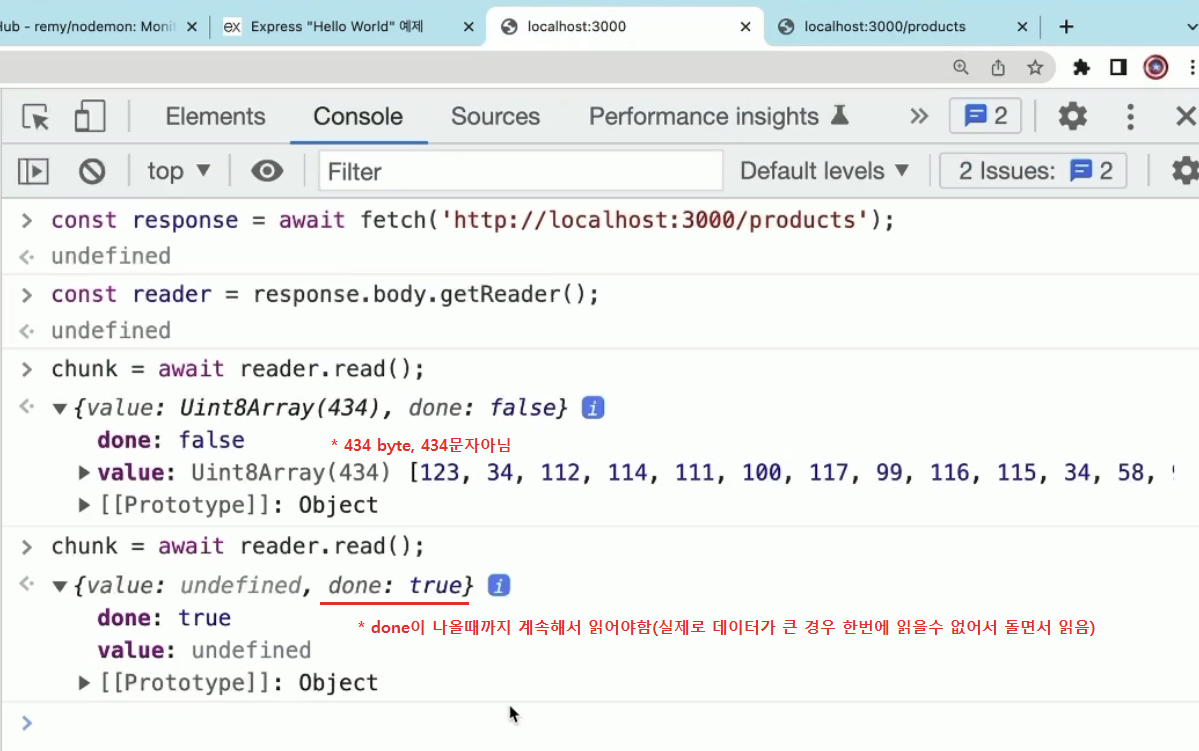 Hub - remy/nodemon: Monit × ex Express "Hello World" 예제 × localhost:3000 × localhost:3000/products × +
Elements Console Sources Performance insights 2
top ▼ Filter Default levels ▼ 2 Issues: 2
const response = await fetch('http://localhost:3000/products');
undefined
const reader = response.body.getReader();
undefined
chunk = await reader.read();
{value: Uint8Array(434), done: false} i
done: false
* 434 byte, 434문자아님
value: Uint8Array(434) [123, 34, 112, 114, 111, 100, 117, 99, 116, 115, 34, 58,
[[Prototype]]: Object
chunk = await reader.read();
{value: undefined, done: true} i
done: true
* done이 나올때까지 계속해서 읽어야함(실제로 데이터가 큰 경우 한번에 읽을수 없어서 돌면서 읽음)
value: undefined
[[Prototype]]: Object